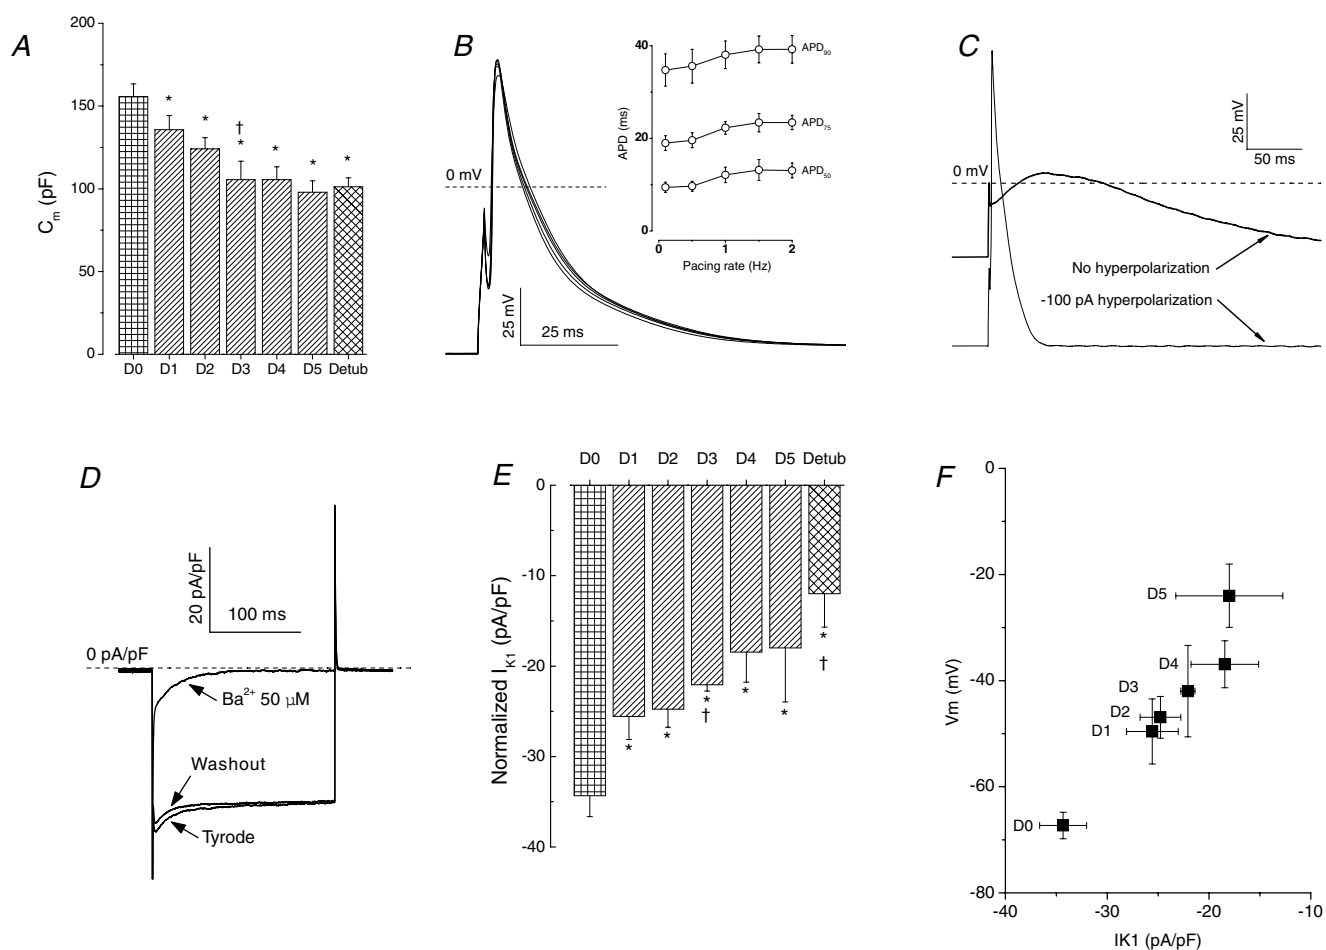 A
200
150
100
50
0
C_m (pF)
*
*
†
*
*
*
*
D0 D1 D2 D3 D4 D5 Detub
B
0 mV
25 mV
25 ms
40
20
0
APD (ms)
APD90
APD75
APD50
0 1 2
Pacing rate (Hz)
C
25 mV
50 ms
0 mV
No hyperpolarization
-100 pA hyperpolarization
D
20 pA/pF
100 ms
0 pA/pF
Ba2+ 50 µM
Washout
Tyrode
E
D0 D1 D2 D3 D4 D5 Detub
0
-10
-20
-30
-40
Normalized I_K1 (pA/pF)
*
*
*
†
*
*
*
†
F
0
-20
-40
-60
-80
Vm (mV)
D5
D4
D3
D2
D1
D0
-40 -30 -20 -10
IK1 (pA/pF)